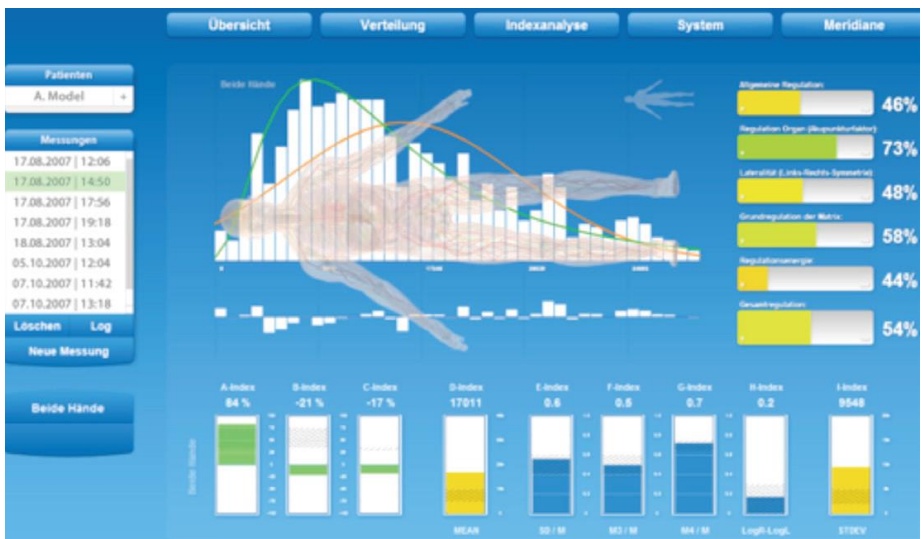 Übersicht
Verteilung
Indexanalyse
System
Meridiane
Patienten
A. Model +
Messungen
17.08.2007 | 12:06
17.08.2007 | 14:50
17.08.2007 | 17:56
17.08.2007 | 19:18
18.08.2007 | 13:04
05.10.2007 | 12:04
07.10.2007 | 11:42
07.10.2007 | 13:18
Löschen Log
Neue Messung
Beide Hände
Beide Hände
Allgemeine Regulation:
46%
Regulation Organ (Akupunkturfaktor)
73%
Lateralität (Links-Rechts-Symmetrie)
48%
Grundregulation der Matrix:
58%
Regulationsenergie:
44%
Gesamtregulation:
54%
Beide Hände
A-Index
84 %
B-Index
-21 %
C-Index
-17 %
D-Index
17011
MEAN
E-Index
0.6
SD / M
F-Index
0.5
M3 / M
G-Index
0.7
M4 / M
H-Index
0.2
LogR-LogL
I-Index
9548
STDEV